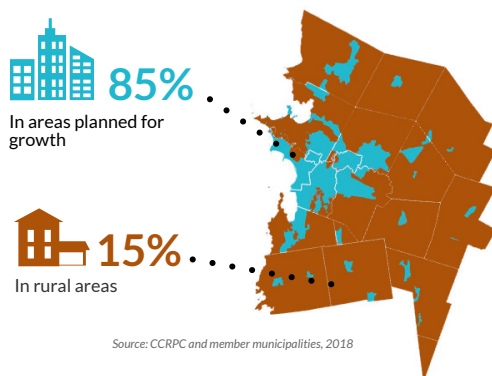 85%
In areas planned for
growth
15%
In rural areas
Source: CCRPC and member municipalities, 2018